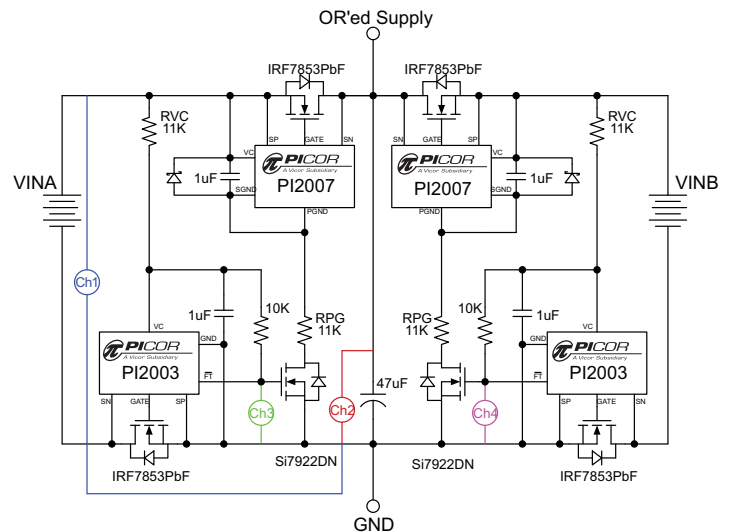 OR'ed Supply
IRF7853PbF
IRF7853PbF
RVC
11K
RVC
11K
SP
GATE
SN
SN
GATE
SP
VC
VC
1uF
1uF
PICOR
A Vicor Subsidiary
PI2007
PICOR
A Vicor Subsidiary
PI2007
SGND
SGND
PGND
PGND
VINA
VINB
Ch1
1uF
10K
RPG
11K
RPG
11K
10K
1uF
VC
VC
GND
GND
PICOR
A Vicor Subsidiary
PI2003
PICOR
A Vicor Subsidiary
PI2003
FT
FT
SN
GATE
SP
SP
GATE
SN
47uF
Ch3
Ch2
Ch4
Si7922DN
Si7922DN
IRF7853PbF
IRF7853PbF
GND